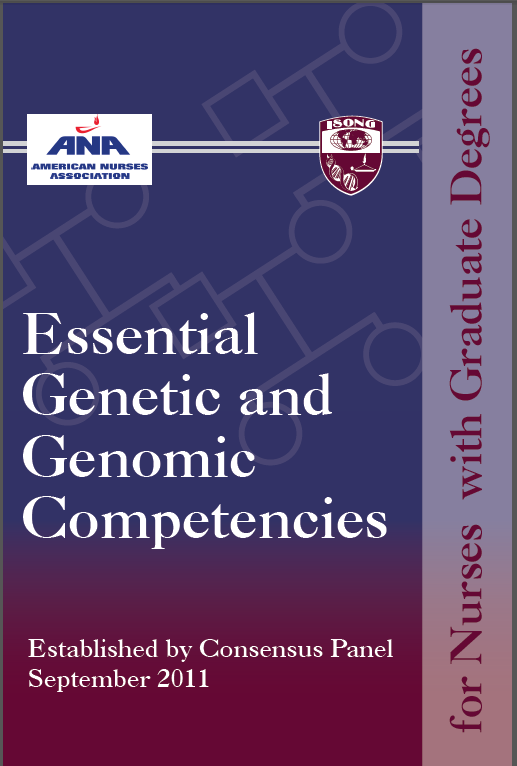 ANA
AMERICAN NURSES
ASSOCIATION
ISONG
Essential
Genetic and
Genomic
Competencies
for Nurses with Graduate Degrees
Established by Consensus Panel
September 2011